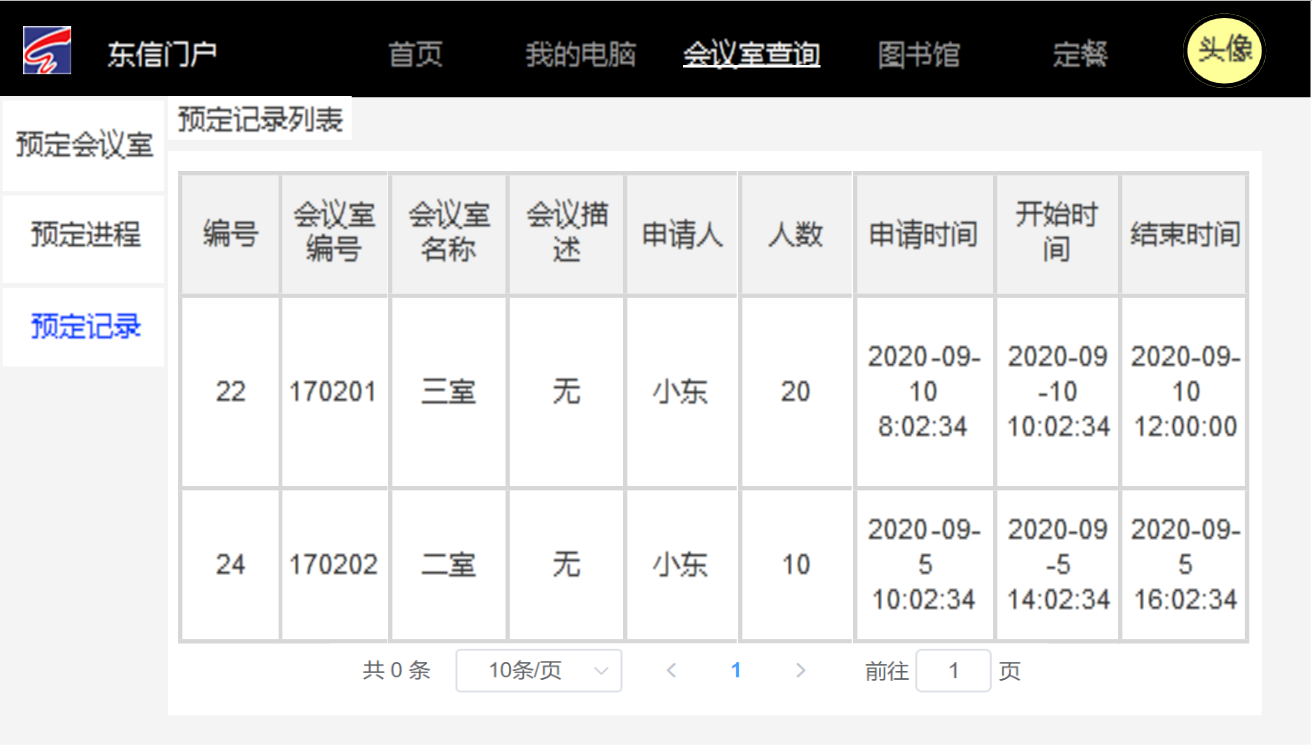 东信门户 首页 我的电脑 会议室查询 图书馆 定餐 头像
预定会议室
预定进程
预定记录
预定记录列表
编号 会议室编号 会议室名称 会议描述 申请人 人数 申请时间 开始时间 结束时间
22 170201 三室 无 小东 20 2020-09-10 8:02:34 2020-09-10 10:02:34 2020-09-10 12:00:00
24 170202 二室 无 小东 10 2020-09-5 10:02:34 2020-09-5 14:02:34 2020-09-5 16:02:34
共 0 条 10条/页 1 前往 1 页